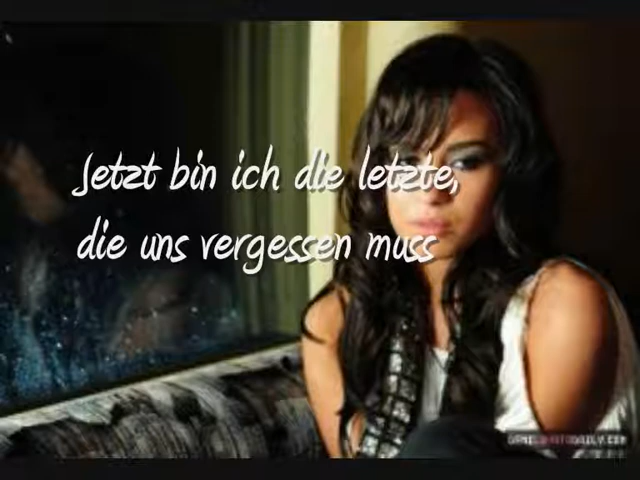 Jetzt bin ich die letzte,
die uns vergessen muss